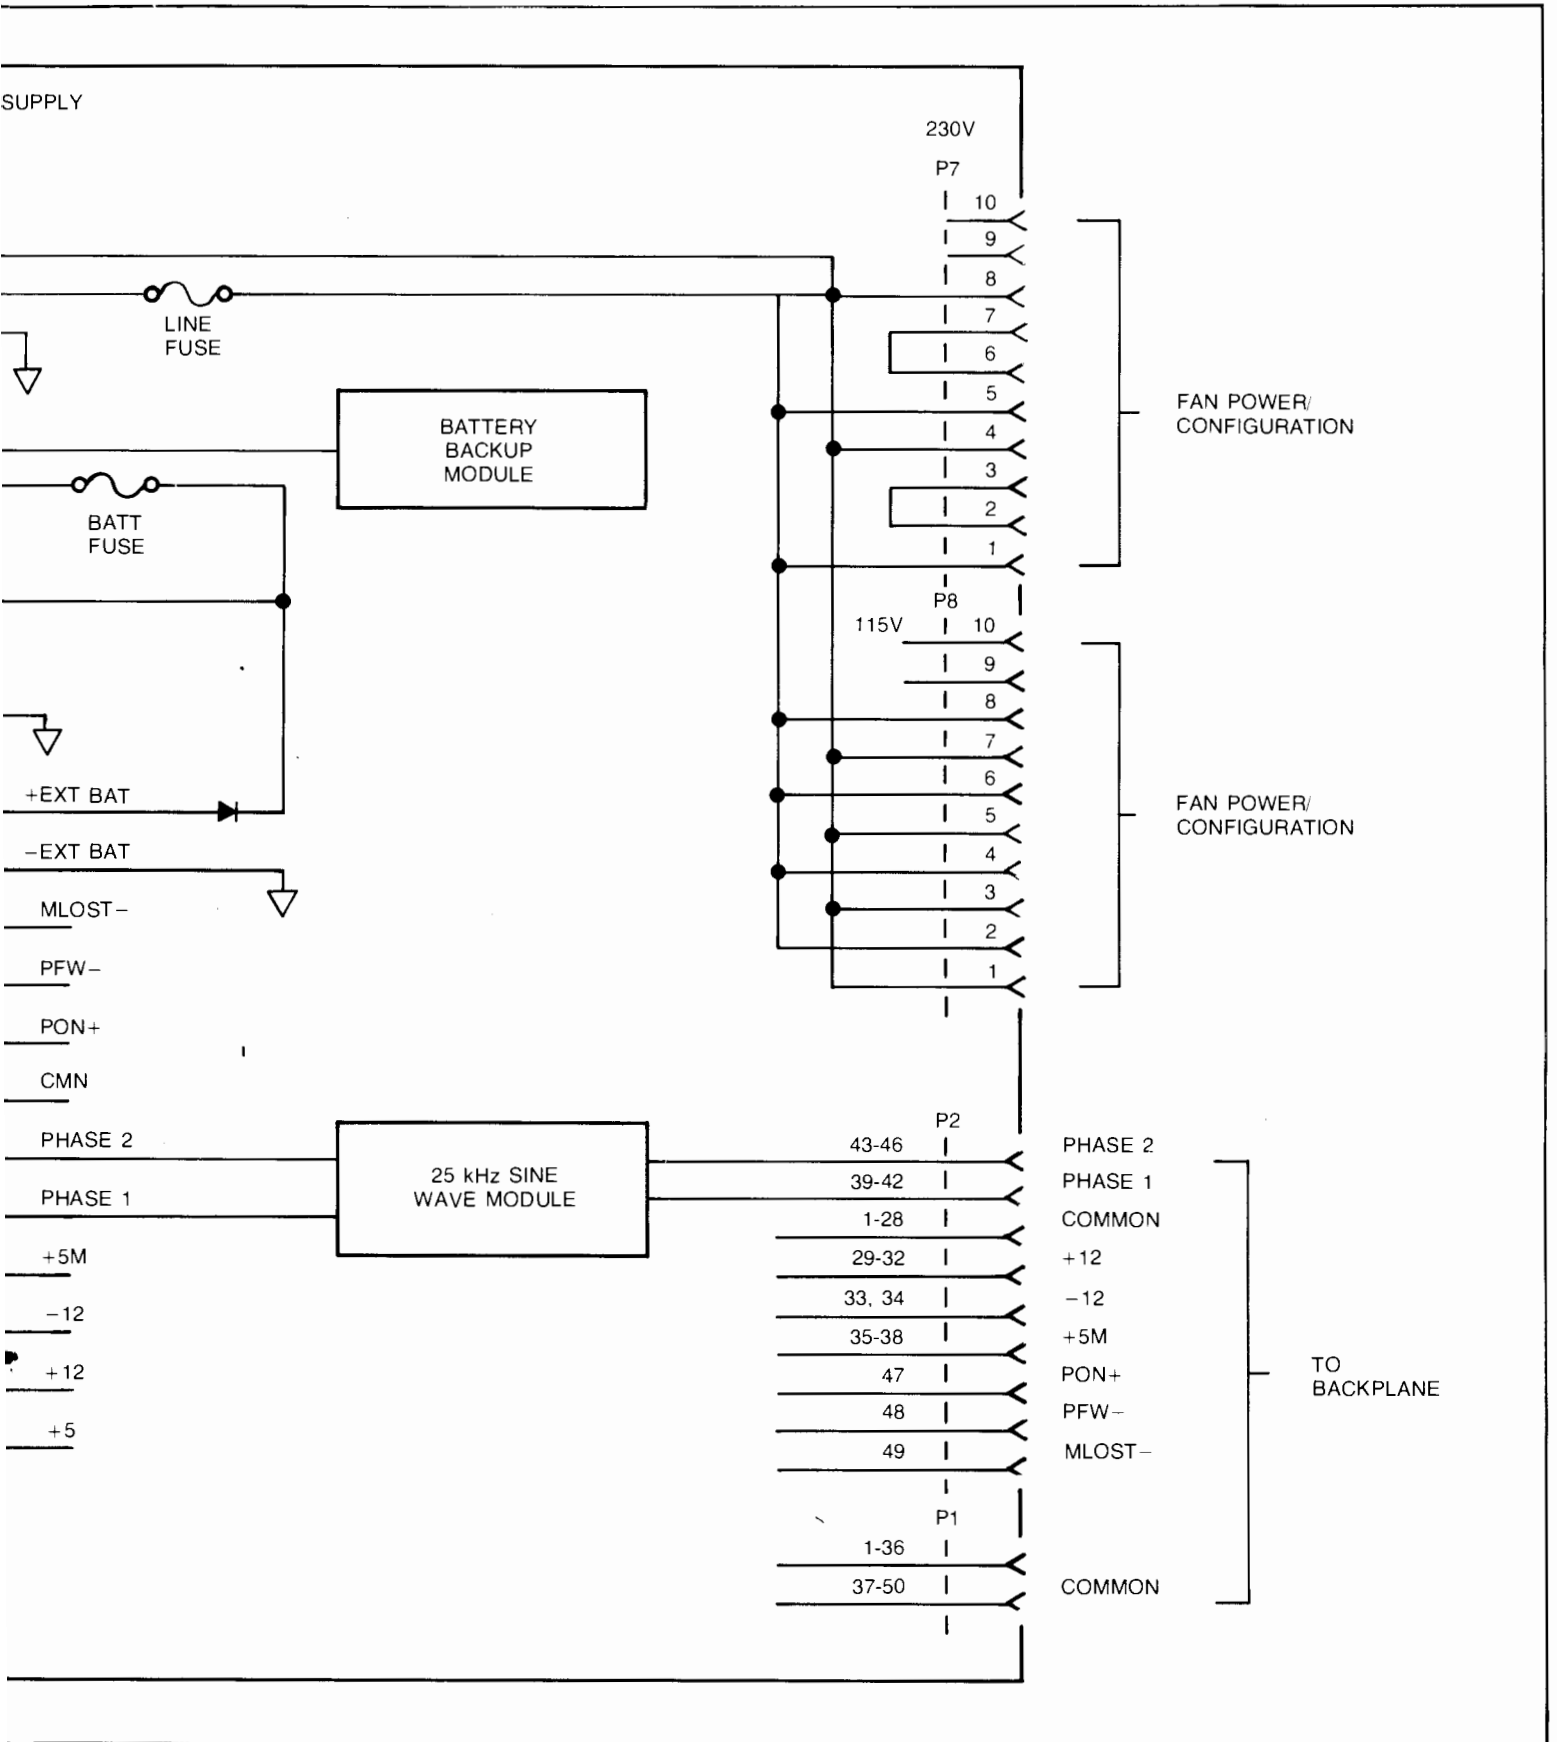 SUPPLY
230V
P7
10
9
8
7
6
5
4
3
2
1
LINE
FUSE
BATTERY
BACKUP
MODULE
BATT
FUSE
FAN POWER/
CONFIGURATION
P8
115V
10
9
8
7
6
5
4
3
2
1
FAN POWER/
CONFIGURATION
+EXT BAT
−EXT BAT
MLOST−
PFW−
PON+
CMN
PHASE 2
PHASE 1
+5M
−12
+12
+5
25 kHz SINE
WAVE MODULE
P2
43-46 PHASE 2
39-42 PHASE 1
1-28 COMMON
29-32 +12
33, 34 −12
35-38 +5M
47 PON+
48 PFW−
49 MLOST−
P1
1-36
37-50 COMMON
TO
BACKPLANE